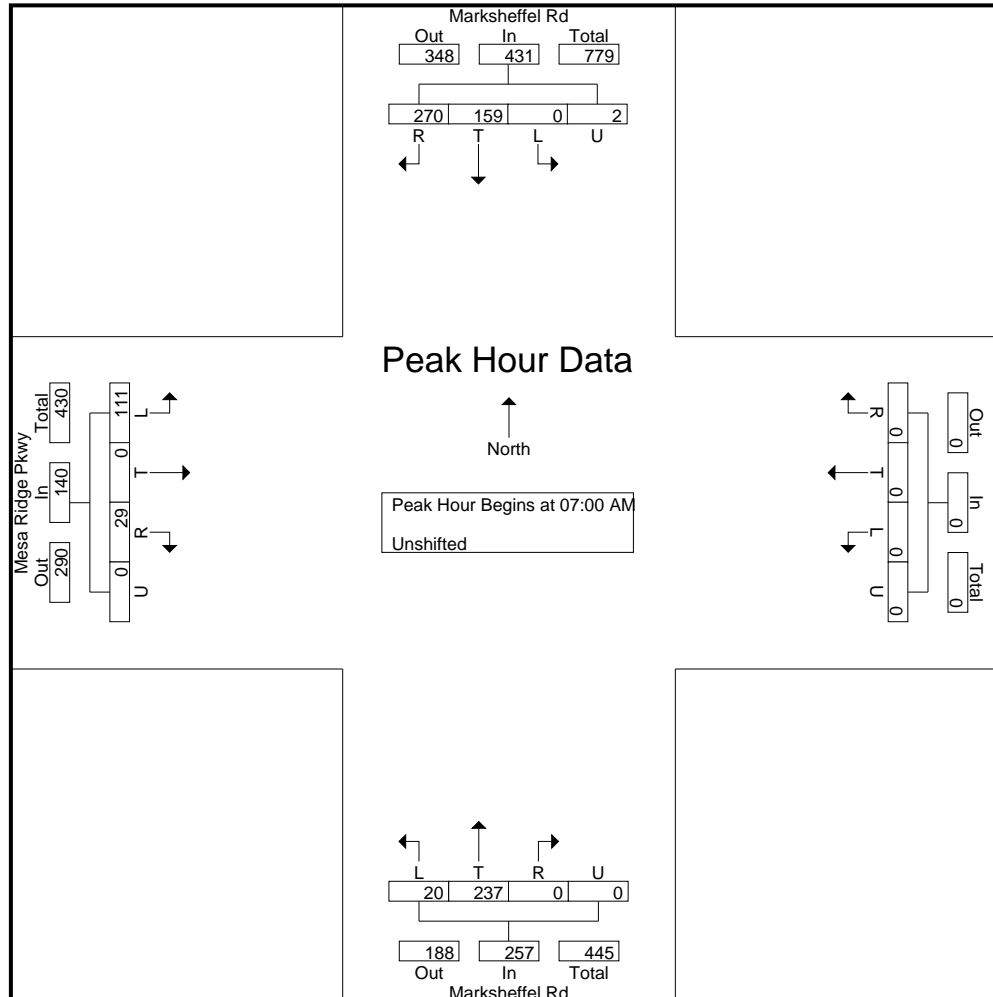 Marksheffel Rd
Out In Total
348 431 779
270 159 0 2
R T L U
Peak Hour Data
North
Peak Hour Begins at 07:00 AM
Unshifted
Mesa Ridge Pkwy
Out In Total
290 140 430
111 0 29 0
L T R U
Out In Total
0 0 0
R T L U
0 0 0 0
L T R U
20 237 0 0
188 257 445
Out In Total
Marksheffel Rd